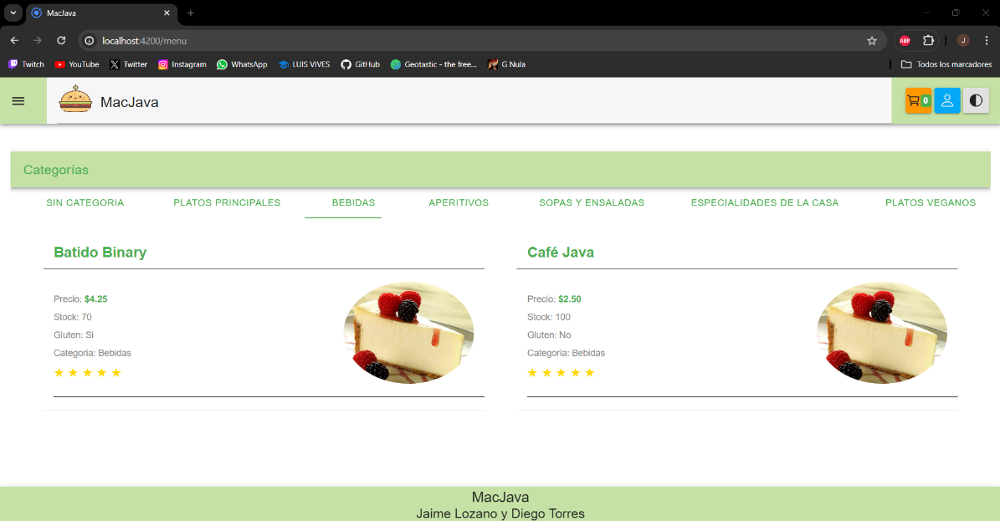 MacJava
localhost:4200/menu
ABP
J
Twitch YouTube Twitter Instagram WhatsApp LUIS VIVES GitHub Geotastic - the free... G Nula Todos los marcadores
MacJava 0
Categorías
SIN CATEGORIA PLATOS PRINCIPALES BEBIDAS APERITIVOS SOPAS Y ENSALADAS ESPECIALIDADES DE LA CASA PLATOS VEGANOS
Batido Binary
Precio: $4.25
Stock: 70
Gluten: Si
Categoria: Bebidas
Café Java
Precio: $2.50
Stock: 100
Gluten: No
Categoria: Bebidas
MacJava
Jaime Lozano y Diego Torres